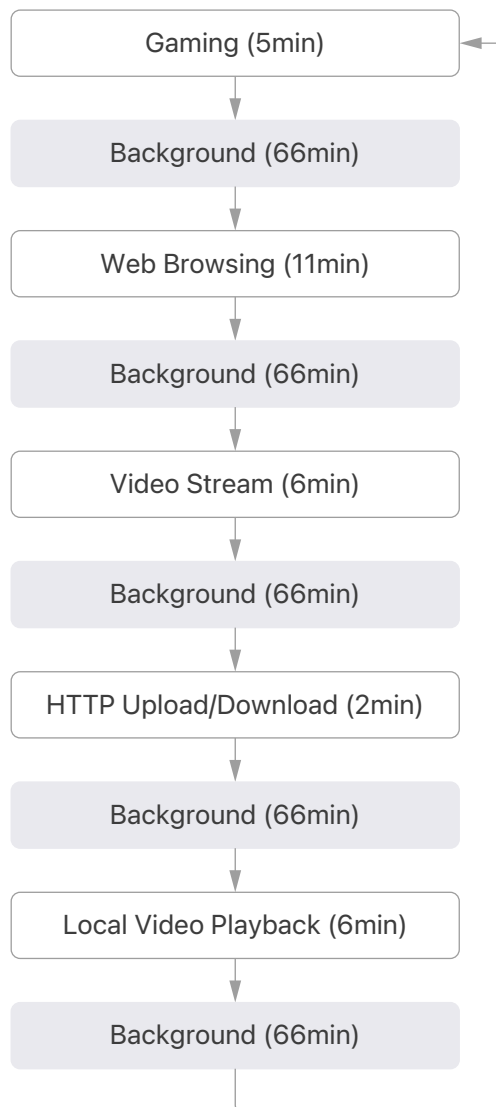 Gaming (5min)
Background (66min)
Web Browsing (11min)
Background (66min)
Video Stream (6min)
Background (66min)
HTTP Upload/Download (2min)
Background (66min)
Local Video Playback (6min)
Background (66min)